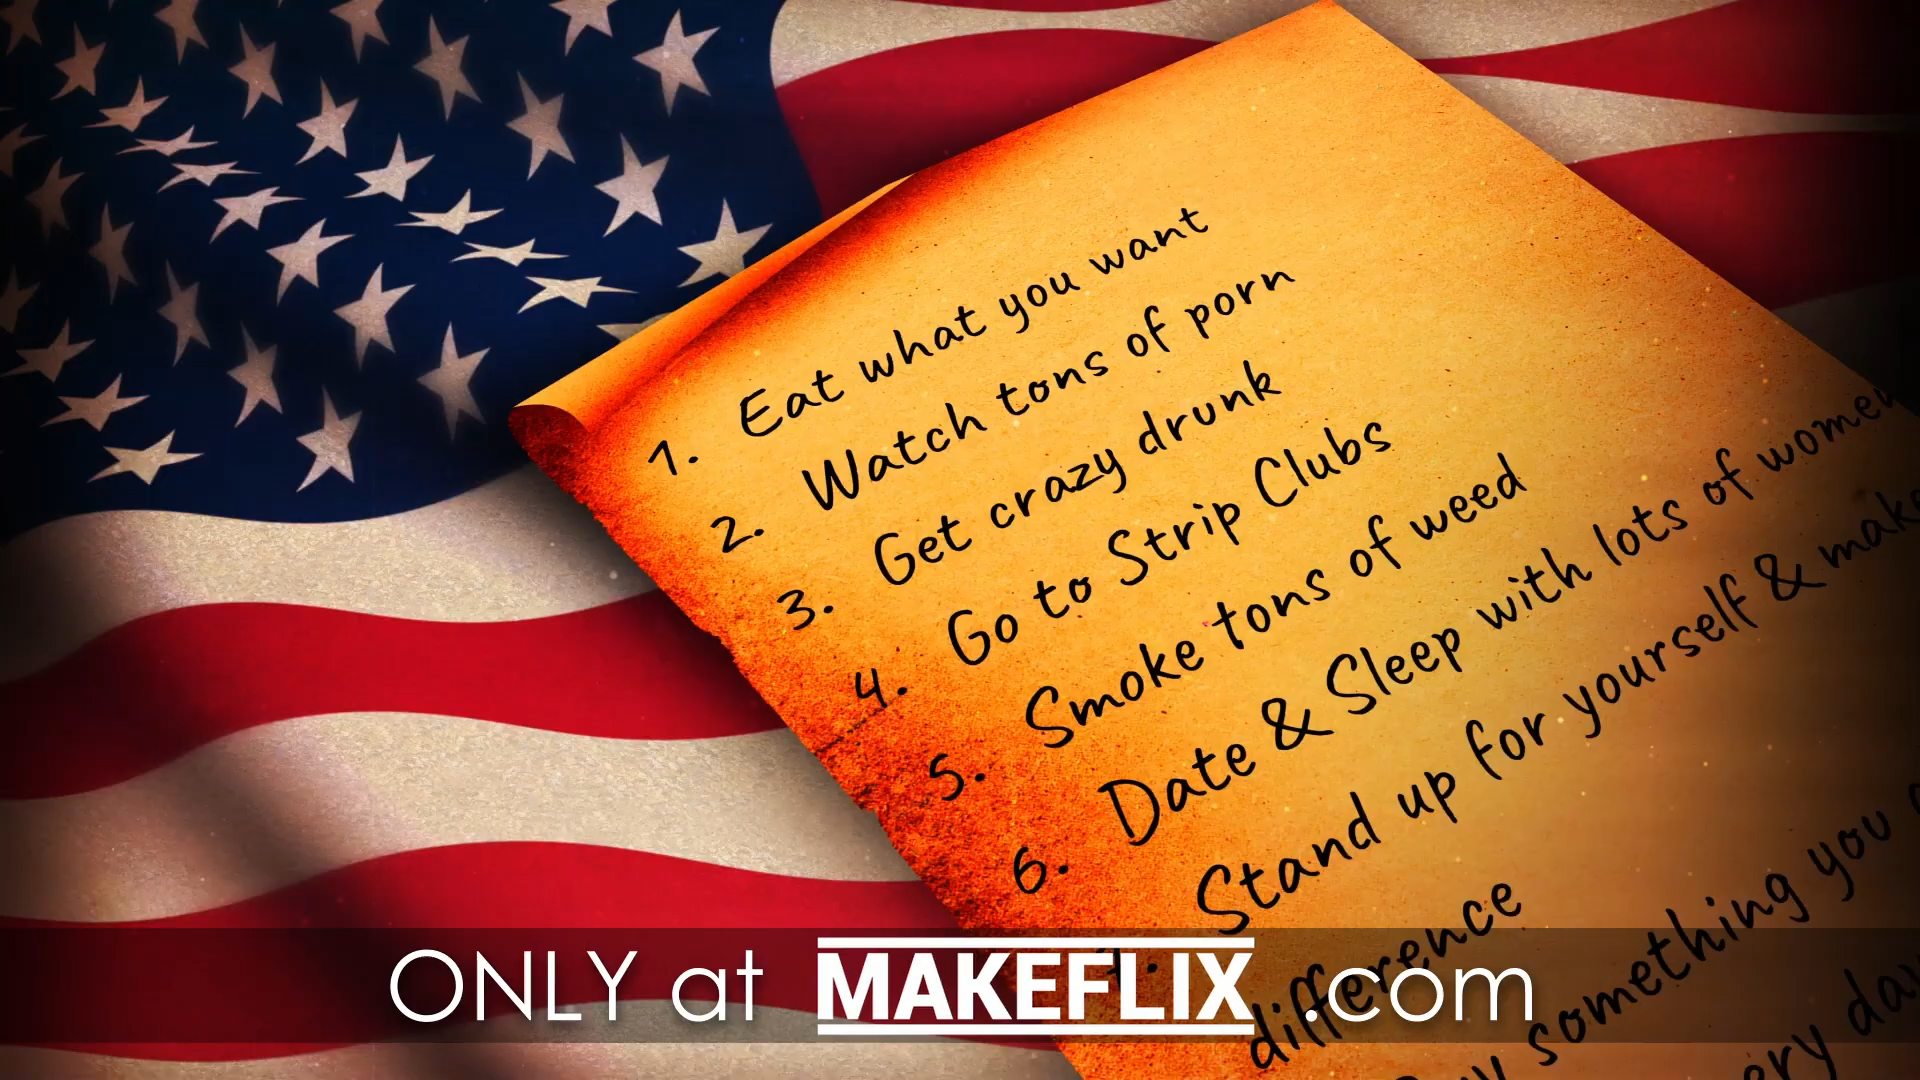 1. Eat what you want
2. Watch tons of porn
3. Get crazy drunk
4. Go to Strip Clubs
5. Smoke tons of weed
6. Date & Sleep with lots of women
7. Stand up for yourself & make
difference
something you
day
ONLY at MAKEFLIX.com